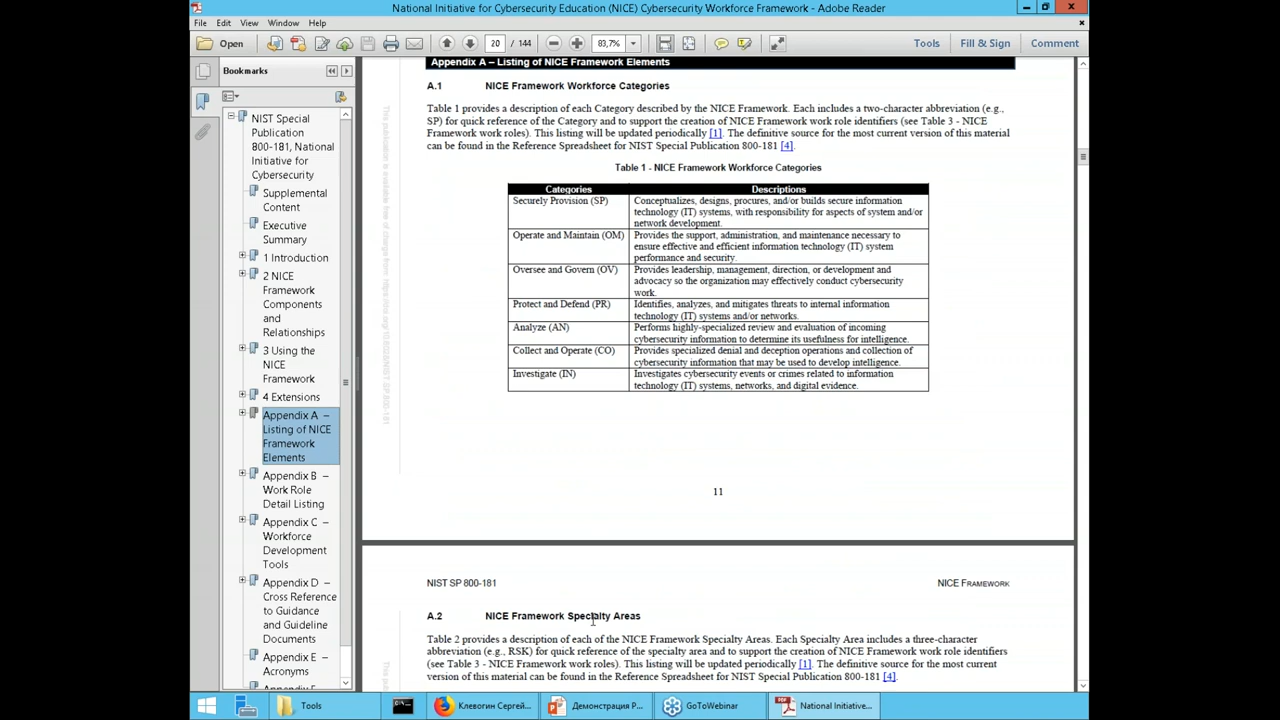 National Initiative for Cybersecurity Education (NICE) Cybersecurity Workforce Framework - Adobe Reader
File Edit View Window Help
Open 20 / 144 83,7% Tools Fill & Sign Comment
Bookmarks
NIST Special
Publication
800-181, National
Initiative for
Cybersecurity
Supplemental
Content
Executive
Summary
1 Introduction
2 NICE
Framework
Components
and
Relationships
3 Using the
NICE
Framework
4 Extensions
Appendix A –
Listing of NICE
Framework
Elements
Appendix B –
Work Role
Detail Listing
Appendix C –
Workforce
Development
Tools
Appendix D –
Cross Reference
to Guidance
and Guideline
Documents
Appendix E –
Acronyms
Appendix A – Listing of NICE Framework Elements
A.1 NICE Framework Workforce Categories
Table 1 provides a description of each Category described by the NICE Framework. Each includes a two-character abbreviation (e.g.,
SP) for quick reference of the Category and to support the creation of NICE Framework work role identifiers (see Table 3 - NICE
Framework work roles). This listing will be updated periodically [1]. The definitive source for the most current version of this material
can be found in the Reference Spreadsheet for NIST Special Publication 800-181 [4].
Table 1 - NICE Framework Workforce Categories
Categories Descriptions
Securely Provision (SP) Conceptualizes, designs, procures, and/or builds secure information
technology (IT) systems, with responsibility for aspects of system and/or
network development.
Operate and Maintain (OM) Provides the support, administration, and maintenance necessary to
ensure effective and efficient information technology (IT) system
performance and security.
Oversee and Govern (OV) Provides leadership, management, direction, or development and
advocacy so the organization may effectively conduct cybersecurity
work.
Protect and Defend (PR) Identifies, analyzes, and mitigates threats to internal information
technology (IT) systems and/or networks.
Analyze (AN) Performs highly-specialized review and evaluation of incoming
cybersecurity information to determine its usefulness for intelligence.
Collect and Operate (CO) Provides specialized denial and deception operations and collection of
cybersecurity information that may be used to develop intelligence.
Investigate (IN) Investigates cybersecurity events or crimes related to information
technology (IT) systems, networks, and digital evidence.
11
NIST SP 800-181 NICE FRAMEWORK
A.2 NICE Framework Specialty Areas
Table 2 provides a description of each of the NICE Framework Specialty Areas. Each Specialty Area includes a three-character
abbreviation (e.g., RSK) for quick reference of the specialty area and to support the creation of NICE Framework work role identifiers
(see Table 3 - NICE Framework work roles). This listing will be updated periodically [1]. The definitive source for the most current
version of this material can be found in the Reference Spreadsheet for NIST Special Publication 800-181 [4].
Tools Клевогин Сергей... Демонстрация P... GoToWebinar National Initiative...